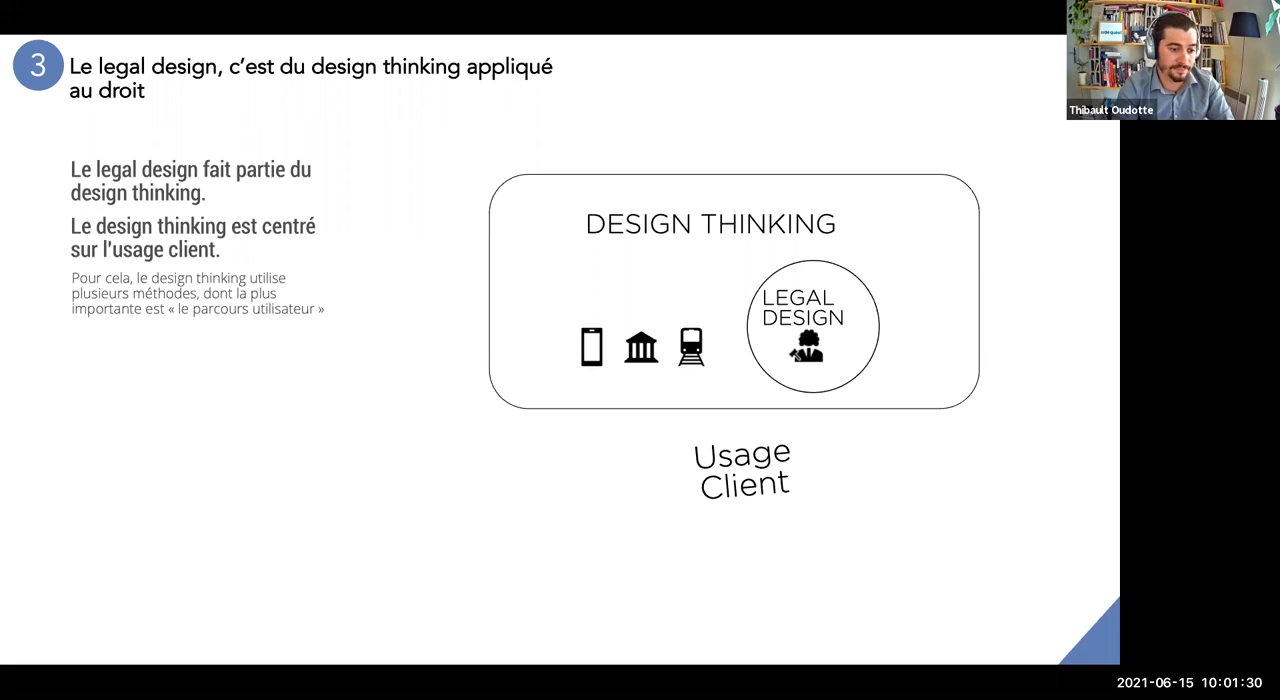 3
Le legal design, c’est du design thinking appliqué
au droit
Thibault Oudotte
Le legal design fait partie du
design thinking.
Le design thinking est centré
sur l'usage client.
Pour cela, le design thinking utilise
plusieurs méthodes, dont la plus
importante est « le parcours utilisateur »
DESIGN THINKING
LEGAL
DESIGN
Usage
Client
2021-06-15 10:01:30